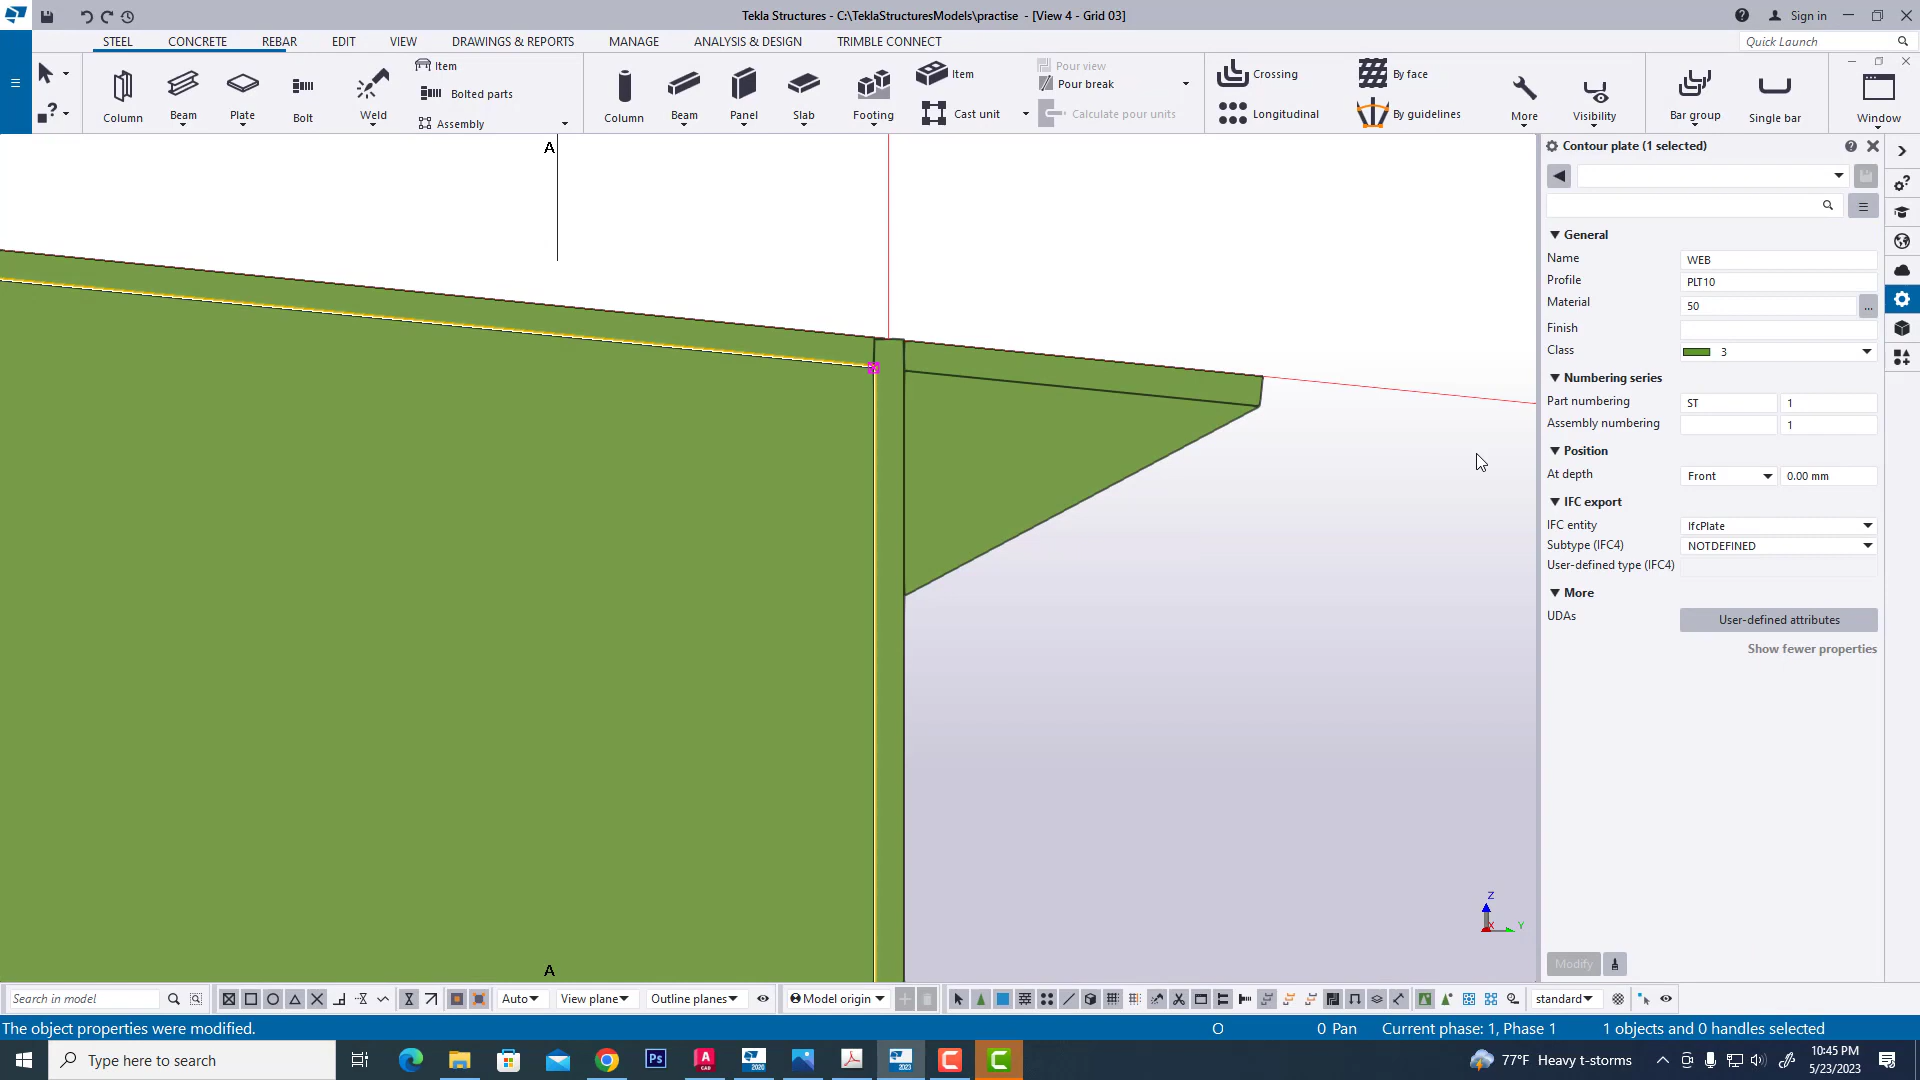 Tekla Structures - C:\TeklaStructuresModels\practise - [View 4 - Grid 03]
Sign in
STEEL CONCRETE REBAR EDIT VIEW DRAWINGS & REPORTS MANAGE ANALYSIS & DESIGN TRIMBLE CONNECT
Quick Launch
Column Beam Plate Bolt Weld
Item
Bolted parts
Assembly
Column Beam Panel Slab Footing
Item
Cast unit
Pour view
Pour break
Calculate pour units
Crossing
Longitudinal
By face
By guidelines
More
Visibility
Bar group
Single bar
Window
A
A
Z
X
Y
Contour plate (1 selected)
General
Name WEB
Profile PLT10
Material 50 ...
Finish
Class 3
Numbering series
Part numbering ST 1
Assembly numbering 1
Position
At depth Front 0.00 mm
IFC export
IFC entity IfcPlate
Subtype (IFC4) NOTDEFINED
User-defined type (IFC4)
More
UDAs User-defined attributes
Show fewer properties
Modify
Search in model
Auto
View plane
Outline planes
Model origin
standard
The object properties were modified.
O
0 Pan
Current phase: 1, Phase 1
1 objects and 0 handles selected
Type here to search
Ps
A
CAD
2020
2023
77°F Heavy t-storms
10:45 PM
5/23/2023